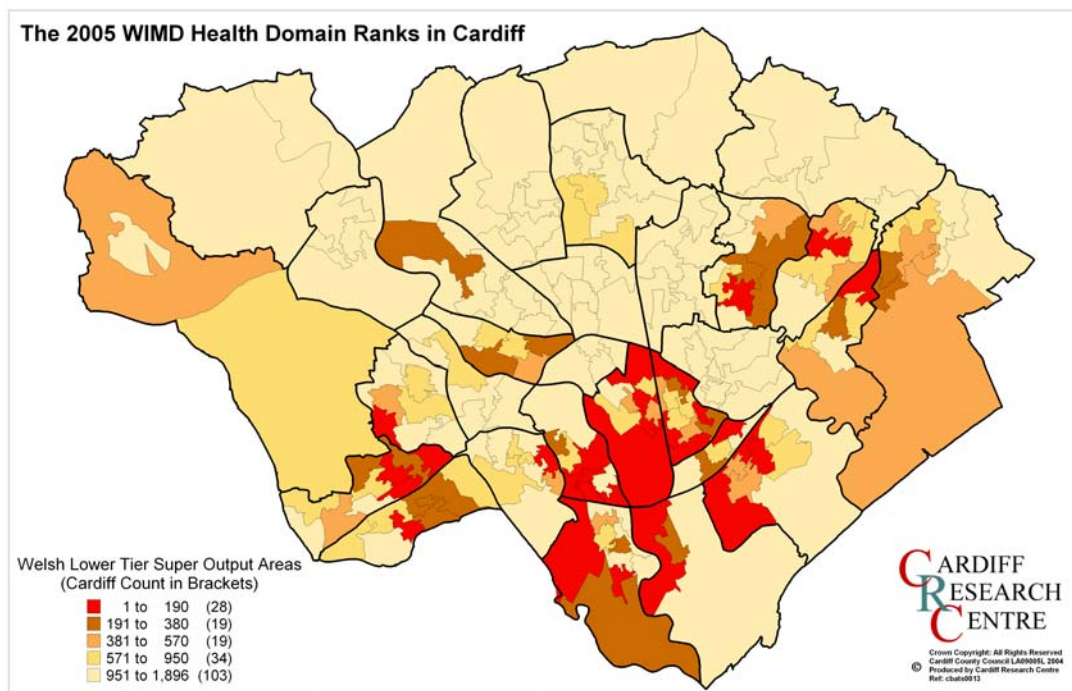 The 2005 WIMD Health Domain Ranks in Cardiff
Welsh Lower Tier Super Output Areas
(Cardiff Count in Brackets)
1 to 190 (28)
191 to 380 (19)
381 to 570 (19)
571 to 950 (34)
951 to 1,896 (103)
CARDIFF
RESEARCH
CENTRE
Crown Copyright: All Rights Reserved
© Cardiff County Council LA09005L 2004
Produced by Cardiff Research Centre
Ref: cbats0013